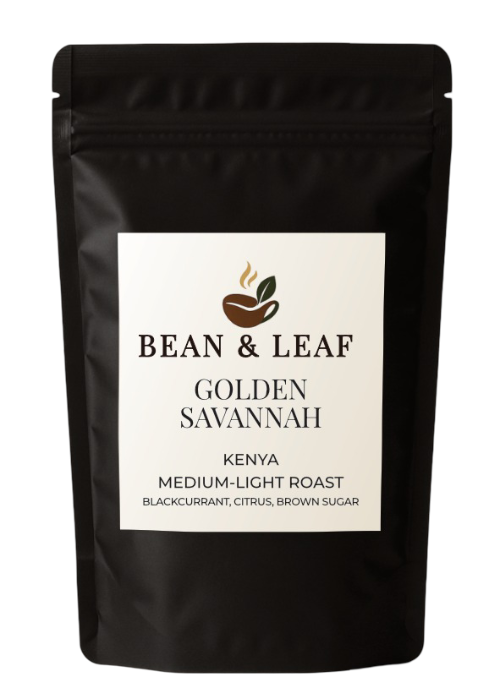 BEAN & LEAF
GOLDEN
SAVANNAH
KENYA
MEDIUM-LIGHT ROAST
BLACKCURRANT, CITRUS, BROWN SUGAR